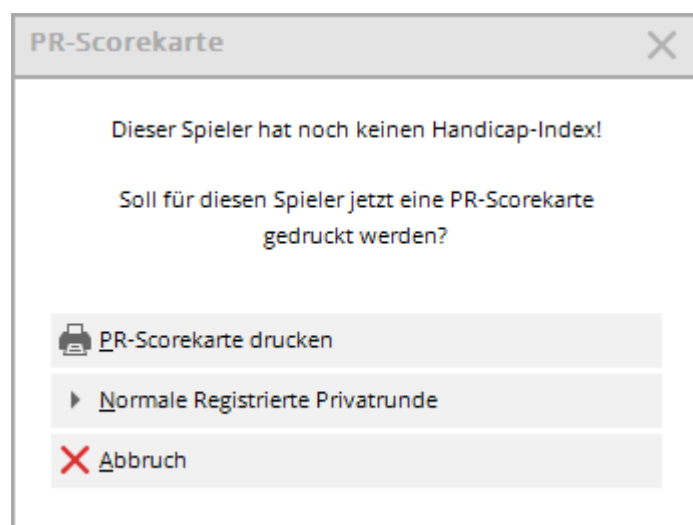 PR-Scorekarte
Dieser Spieler hat noch keinen Handicap-Index!
Soll für diesen Spieler jetzt eine PR-Scorekarte
gedruckt werden?
PR-Scorekarte drucken
Normale Registrierte Privatrunde
Abbruch